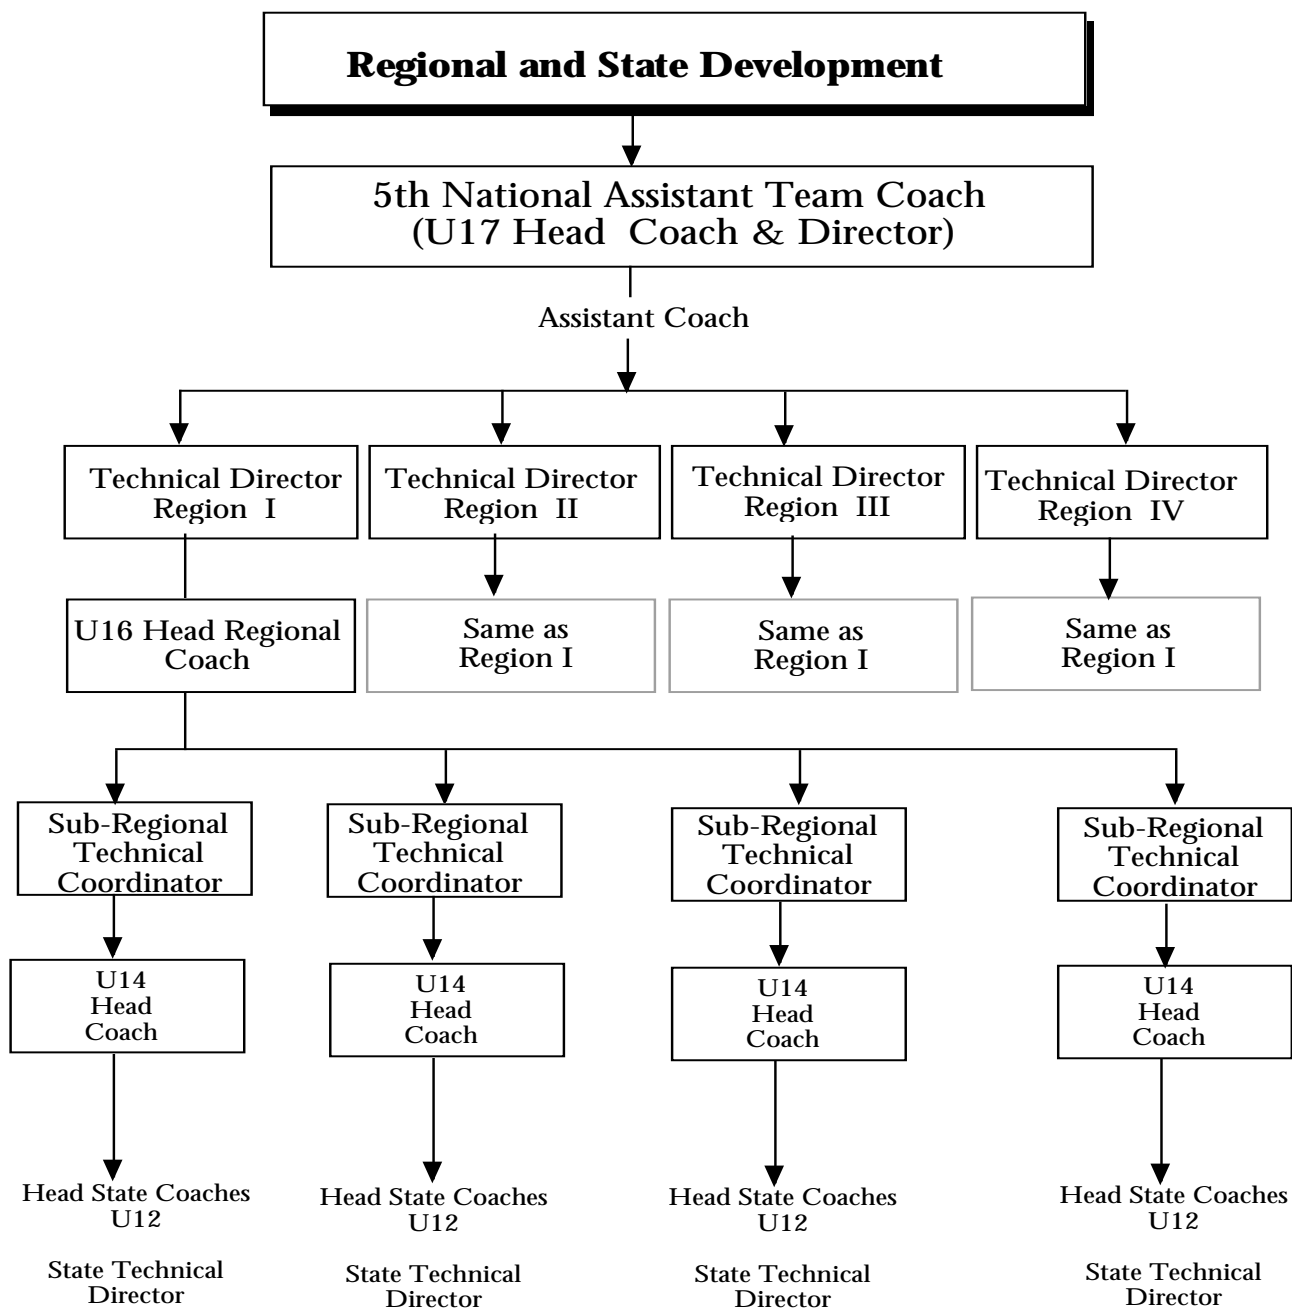 Regional and State Development
5th National Assistant Team Coach
(U17 Head Coach & Director)
Assistant Coach
Technical Director
Region I
Technical Director
Region II
Technical Director
Region III
Technical Director
Region IV
U16 Head Regional
Coach
Same as
Region I
Same as
Region I
Same as
Region I
Sub-Regional
Technical
Coordinator
Sub-Regional
Technical
Coordinator
Sub-Regional
Technical
Coordinator
Sub-Regional
Technical
Coordinator
U14
Head
Coach
U14
Head
Coach
U14
Head
Coach
U14
Head
Coach
Head State Coaches
U12
Head State Coaches
U12
Head State Coaches
U12
Head State Coaches
U12
State Technical
Director
State Technical
Director
State Technical
Director
State Technical
Director